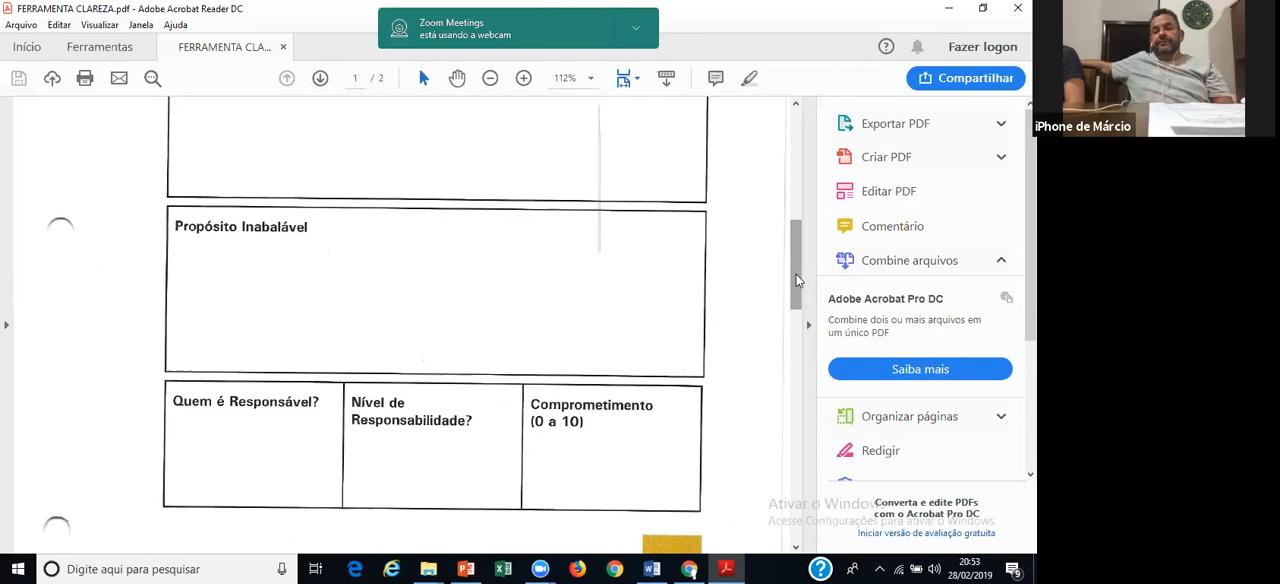 FERRAMENTA CLAREZA.pdf - Adobe Acrobat Reader DC
Arquivo Editar Visualizar Janela Ajuda
Zoom Meetings
está usando a webcam
Início Ferramentas FERRAMENTA CLA... ×
Fazer logon
1 / 2
112%
Compartilhar
iPhone de Márcio
Exportar PDF
Criar PDF
Editar PDF
Comentário
Combine arquivos
Adobe Acrobat Pro DC
Combine dois ou mais arquivos em
um único PDF
Saiba mais
Organizar páginas
Redigir
Converta e edite PDFs
com o Acrobat Pro DC
Iniciar versão de avaliação gratuita
Propósito Inabalável
Quem é Responsável?
Nível de
Responsabilidade?
Comprometimento
(0 a 10)
Ativar o Windows
Acesse Configurações para ativar o Windows.
Digite aqui para pesquisar
20:53
28/02/2019
9